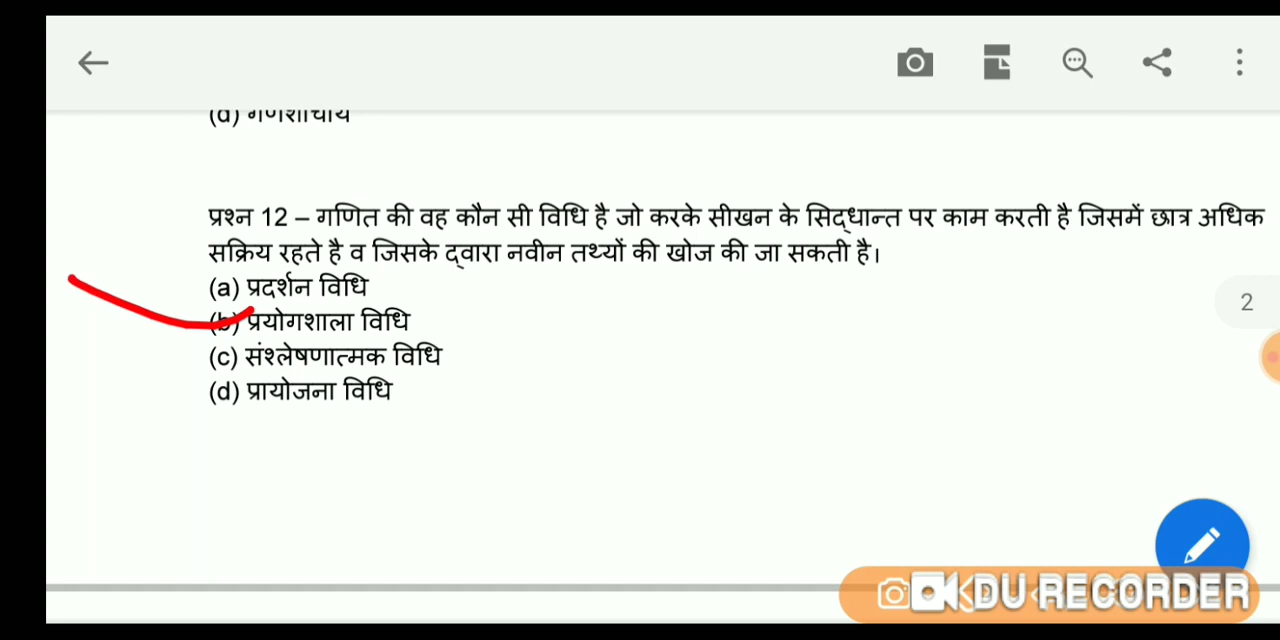 (d) गणेशाचार्य
प्रश्न 12 – गणित की वह कौन सी विधि है जो करके सीखन के सिद्धान्त पर काम करती है जिसमें छात्र अधिक
सक्रिय रहते है व जिसके द्वारा नवीन तथ्यों की खोज की जा सकती है।
(a) प्रदर्शन विधि
(b) प्रयोगशाला विधि
2
(c) संश्लेषणात्मक विधि
(d) प्रायोजना विधि
DU RECORDER